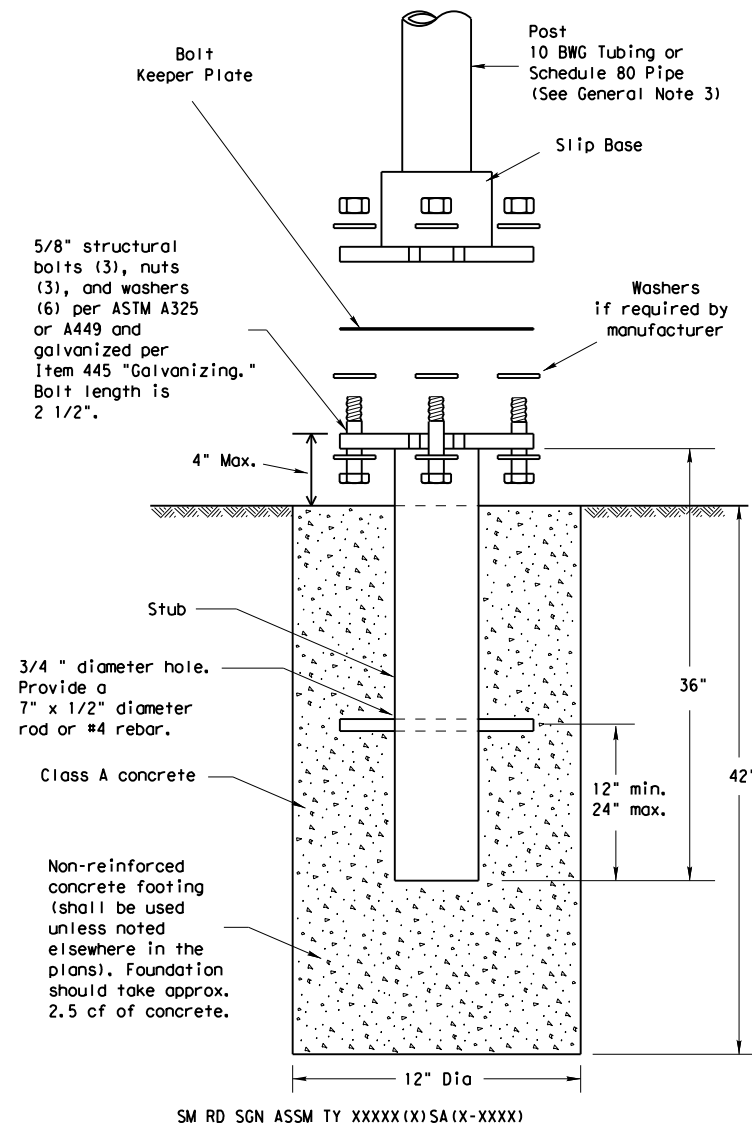 Bolt
Keeper Plate
Post
10 BWG Tubing or
Schedule 80 Pipe
(See General Note 3)
Slip Base
5/8" structural
bolts (3), nuts
(3), and washers
(6) per ASTM A325
or A449 and
galvanized per
Item 445 "Galvanizing."
Bolt length is
2 1/2".
Washers
if required by
manufacturer
4" Max.
Stub
3/4 " diameter hole.
Provide a
7" x 1/2" diameter
rod or #4 rebar.
36"
42"
Class A concrete
12" min.
24" max.
Non-reinforced
concrete footing
(shall be used
unless noted
elsewhere in the
plans). Foundation
should take approx.
2.5 cf of concrete.
12" Dia
SM RD SGN ASSM TY XXXXX(X)SA(X-XXXX)